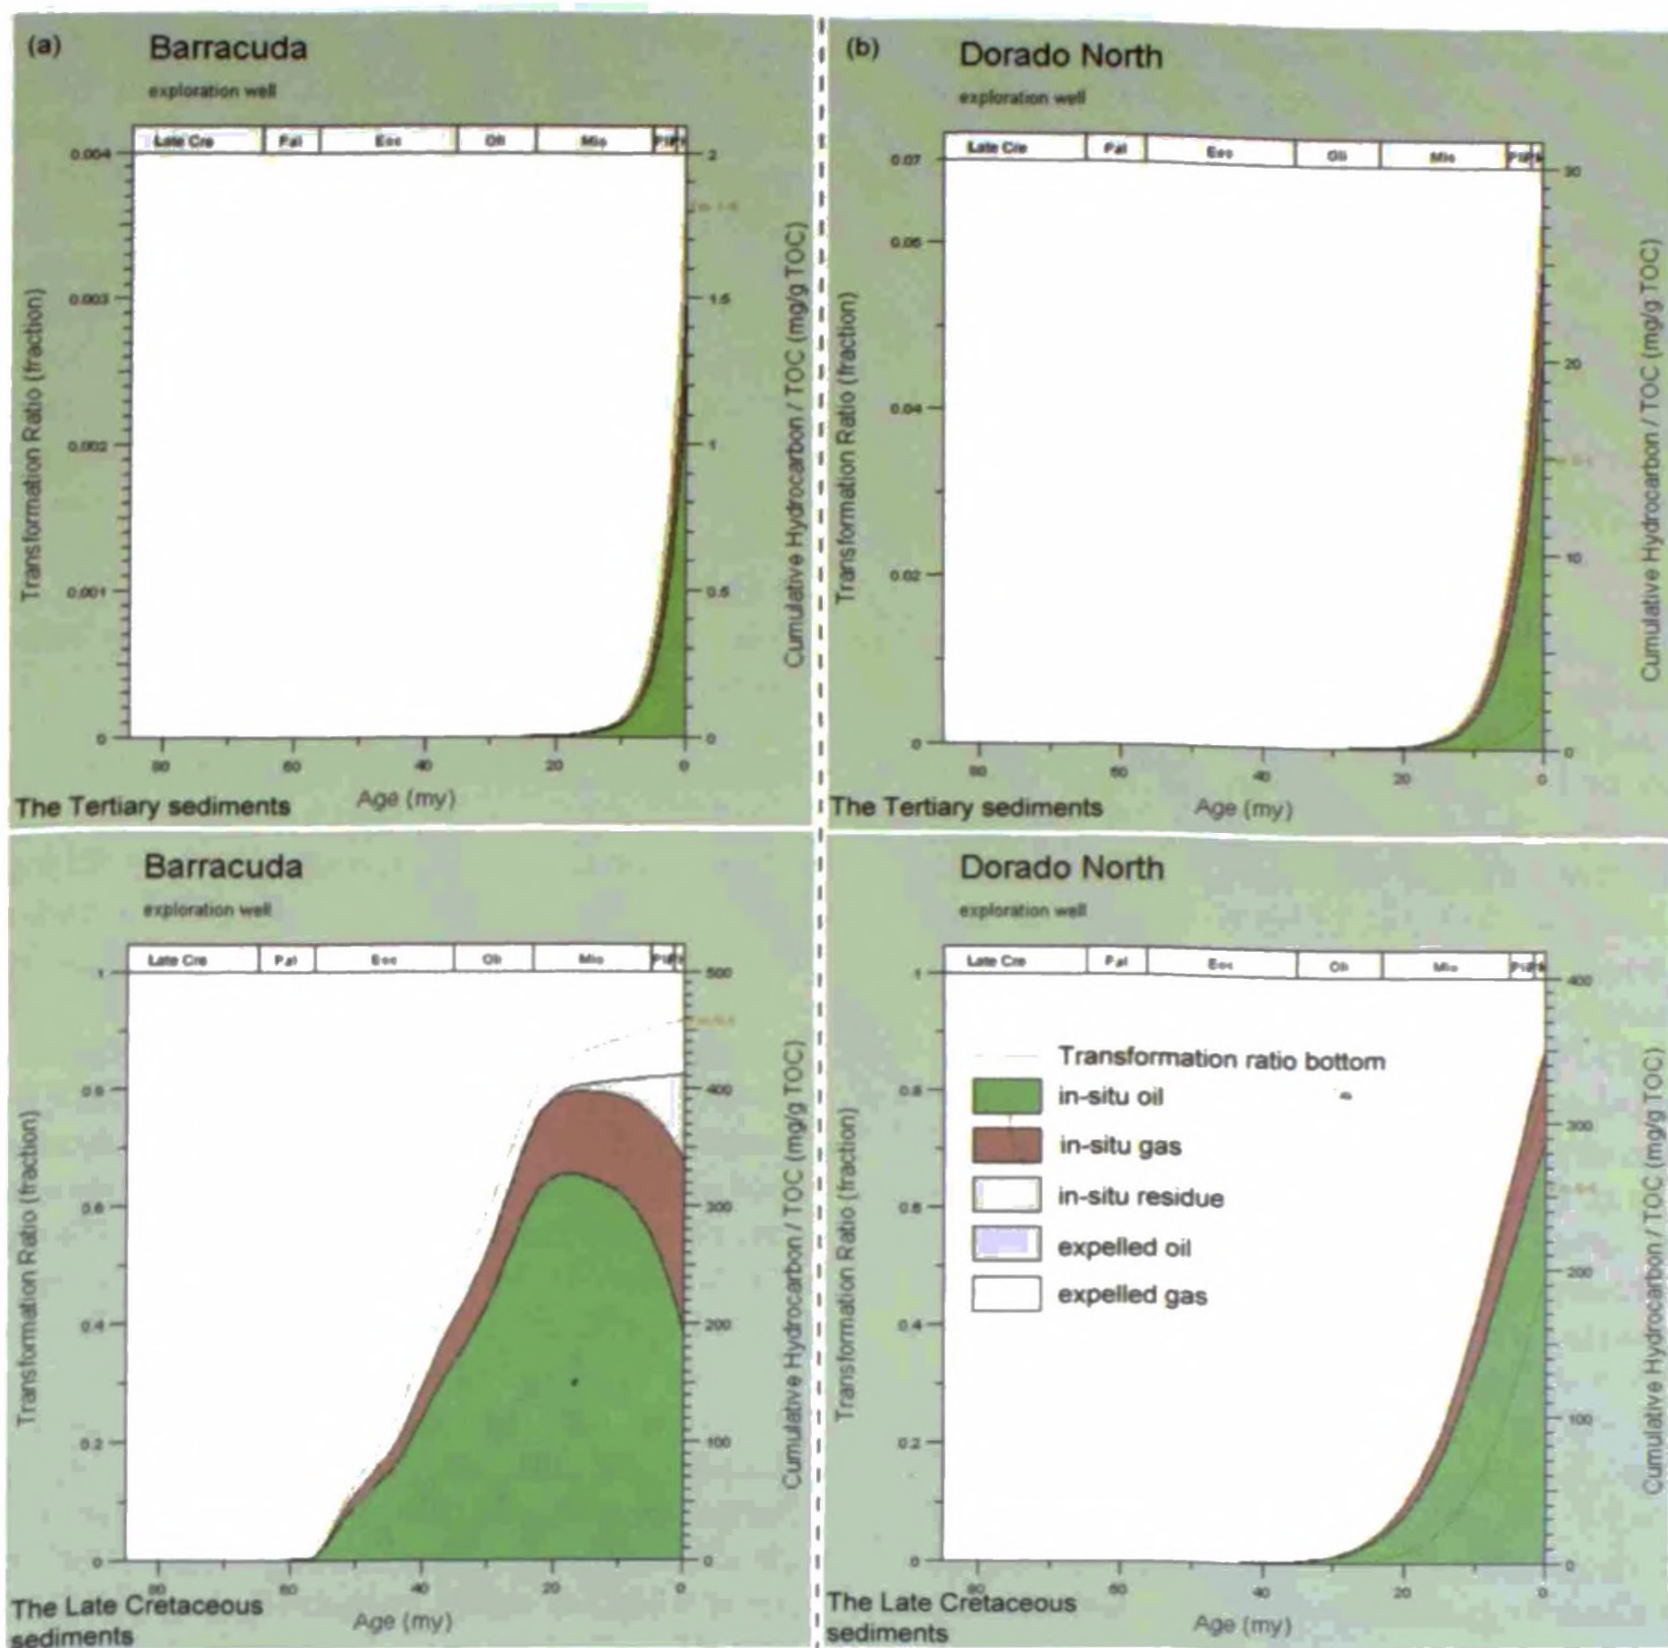 (a)
Barracuda
exploration well
Late Cre Pal Eoc Oli Mio
0.004
0.003
0.002
0.001
0
2
1.5
1
0.5
0
80 60 40 20 0
Transformation Ratio (fraction)
Cumulative Hydrocarbon / TOC (mg/g TOC)
Age (my)
The Tertiary sediments
(b)
Dorado North
exploration well
Late Cre Pal Eoc Oli Mio
0.07
0.06
0.04
0.02
0
30
20
10
0
80 60 40 20 0
Transformation Ratio (fraction)
Cumulative Hydrocarbon / TOC (mg/g TOC)
Age (my)
The Tertiary sediments
Barracuda
exploration well
Late Cre Pal Eoc Oli Mio
1
0.8
0.6
0.4
0.2
0
500
400
300
200
100
0
80 60 40 20 0
Transformation Ratio (fraction)
Cumulative Hydrocarbon / TOC (mg/g TOC)
Age (my)
The Late Cretaceous
sediments
Dorado North
exploration well
Late Cre Pal Eoc Oli Mio
1
0.8
0.6
0.4
0.2
0
400
300
200
100
0
Transformation ratio bottom
in-situ oil
in-situ gas
in-situ residue
expelled oil
expelled gas
80 60 40 20 0
Transformation Ratio (fraction)
Cumulative Hydrocarbon / TOC (mg/g TOC)
Age (my)
The Late Cretaceous
sediments